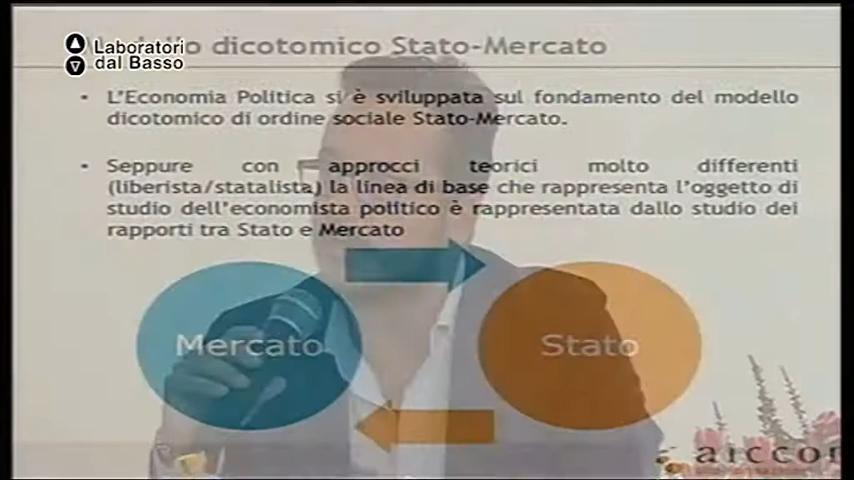 Laboratori
dal Basso
dicotomico Stato-Mercato
• L'Economia Politica si è sviluppata sul fondamento del modello
dicotomico di ordine sociale Stato-Mercato.
• Seppure con approcci teorici molto differenti
(liberista/statalista) la linea di base che rappresenta l'oggetto di
studio dell'economista politico è rappresentata dallo studio dei
rapporti tra Stato e Mercato
Mercato
Stato